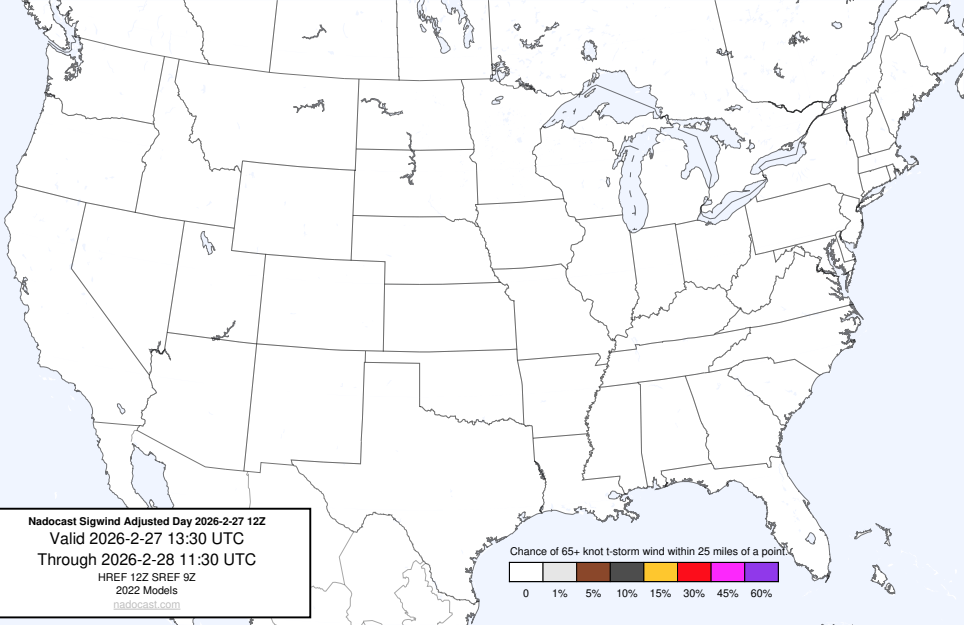 Nadocast Sigwind Adjusted Day 2026-2-27 12Z
Valid 2026-2-27 13:30 UTC
Through 2026-2-28 11:30 UTC
HREF 12Z SREF 9Z
2022 Models
nadocast.com
Chance of 65+ knot t-storm wind within 25 miles of a point.
0 1% 5% 10% 15% 30% 45% 60%